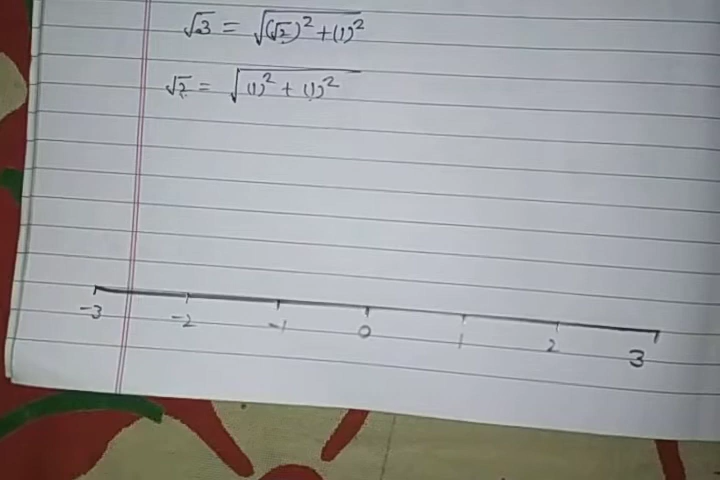 √3 = √(√2)² + (1)²
√2 = √(1)² + (1)²
-3 -2 -1 0 1 2 3